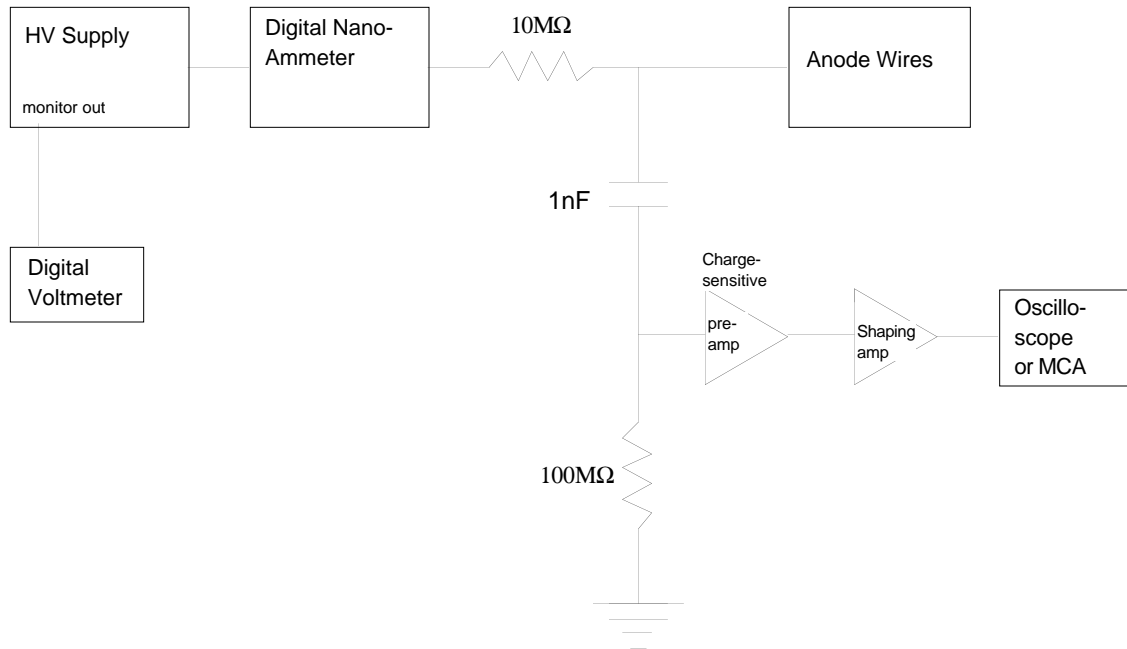 HV Supply
monitor out
Digital Nano-
Ammeter
10MΩ
Anode Wires
1nF
Digital
Voltmeter
Charge-
sensitive
pre-
amp
Shaping
amp
Oscillo-
scope
or MCA
100MΩ